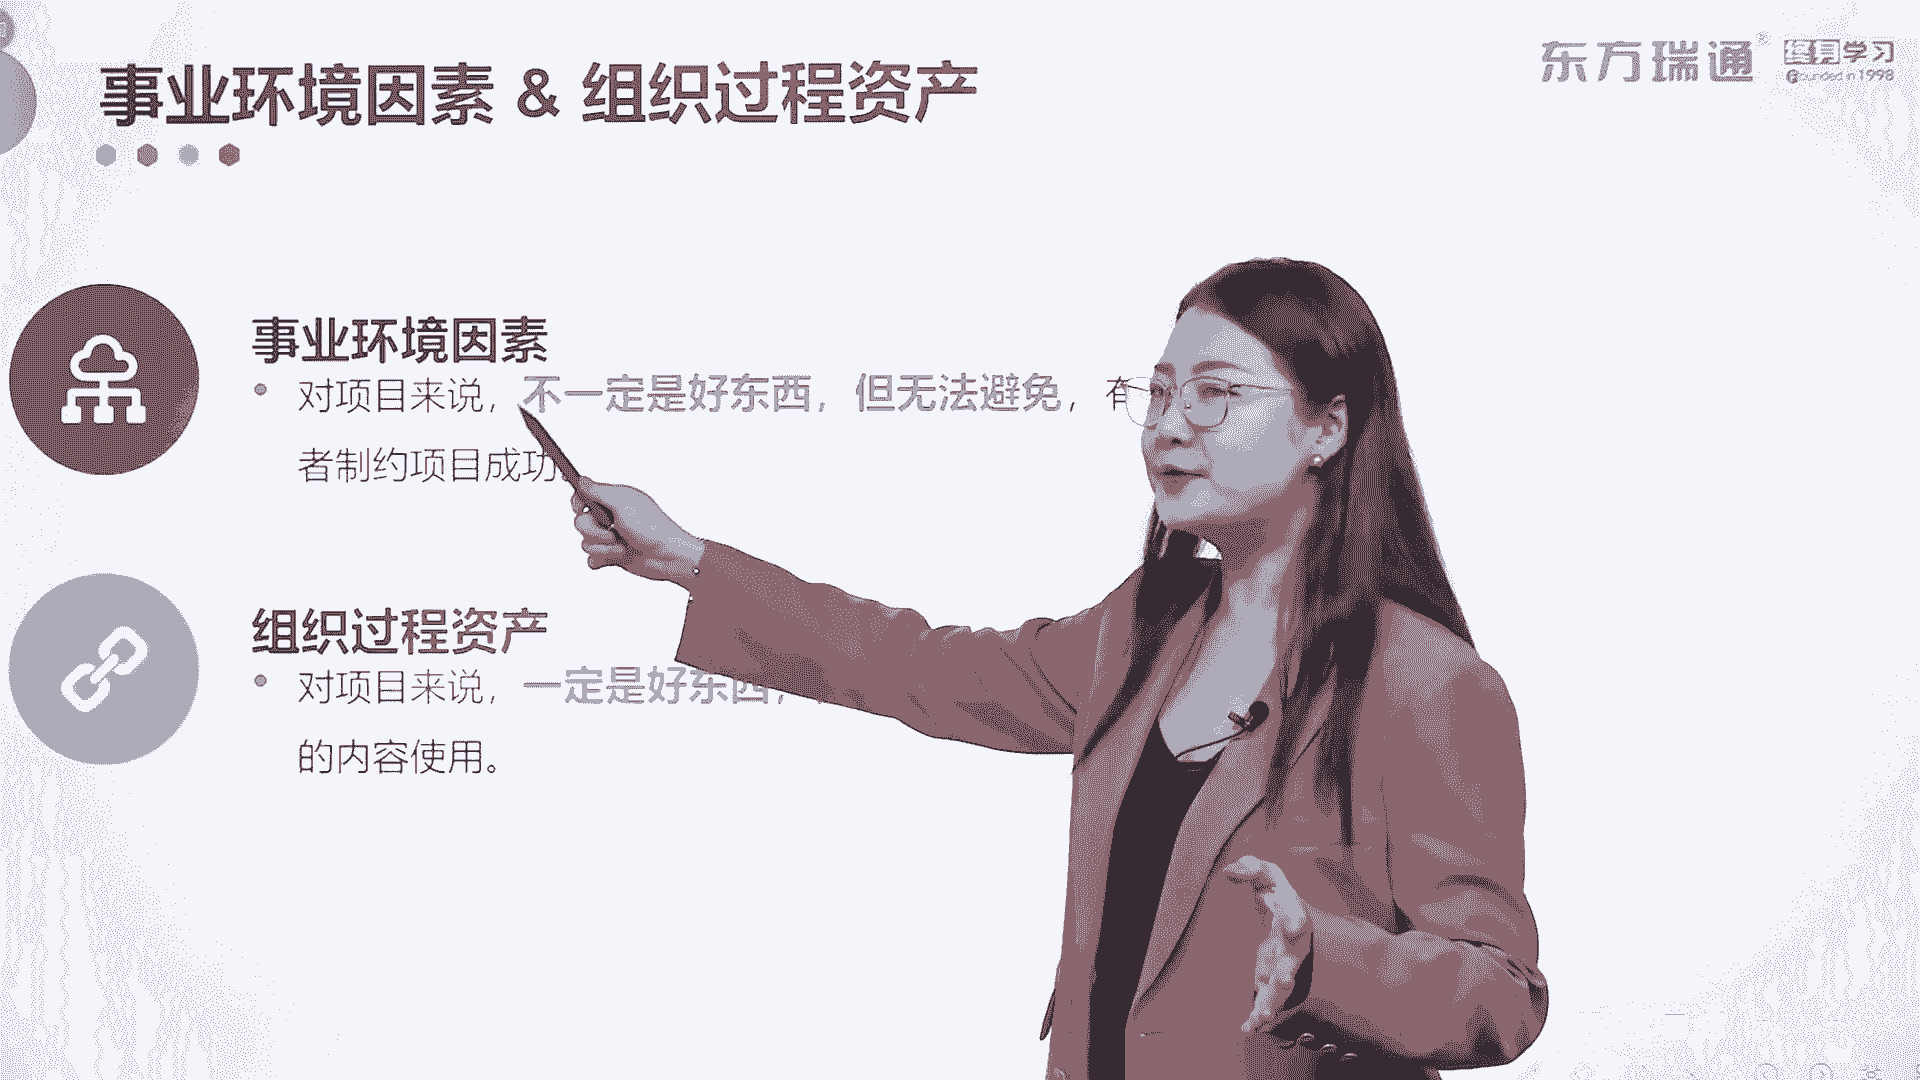 事业环境因素 & 组织过程资产
东方瑞通®
终身学习
Founded in 1998
事业环境因素
对项目来说，不一定是好东西，但无法避免，有
者制约项目成功
组织过程资产
对项目来说，一定是好东西，
的内容使用。